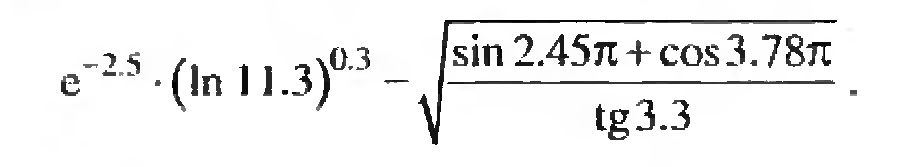 e^{-2.5} · (ln 11.3)^{0.3} − √((sin 2.45π + cos 3.78π) / (tg 3.3)).